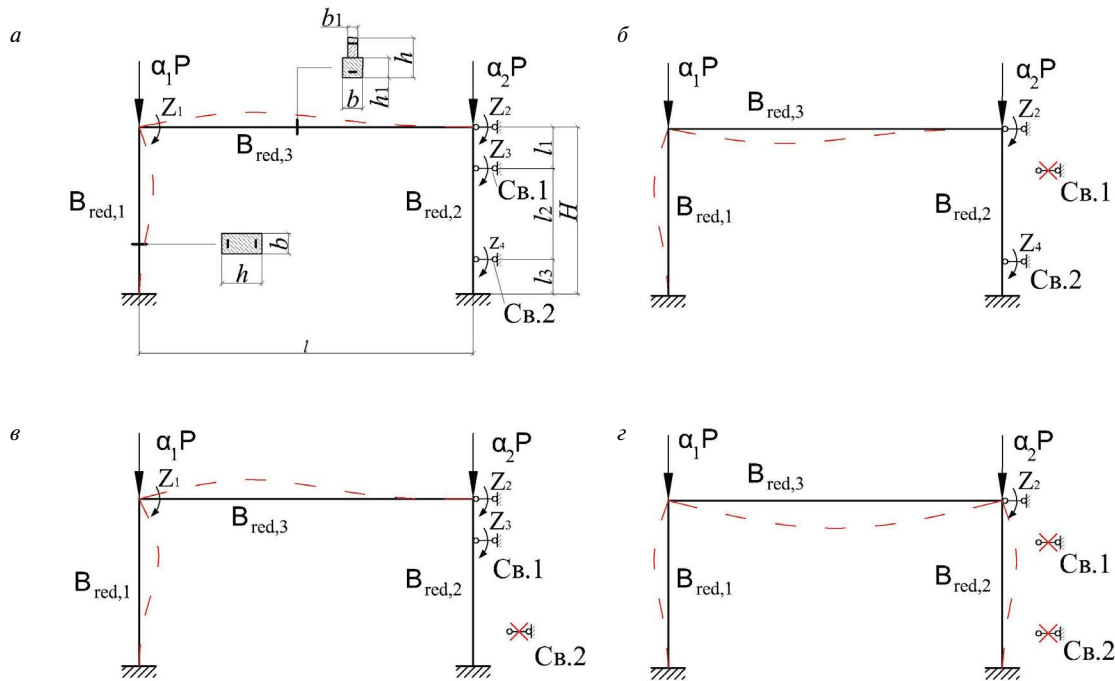 а
b1
h
b
h1
α1P
α2P
Z1
Z2
Z3
Z4
Bred,3
Bred,1
Bred,2
Св.1
Св.2
l1
l2
l3
H
b
h
l
б
α1P
α2P
Bred,3
Z2
Св.1
Bred,1
Bred,2
Z4
Св.2
в
α1P
α2P
Z1
Z2
Bred,3
Z3
Св.1
Bred,1
Bred,2
Св.2
г
α1P
α2P
Bred,3
Z2
Св.1
Bred,1
Bred,2
Св.2